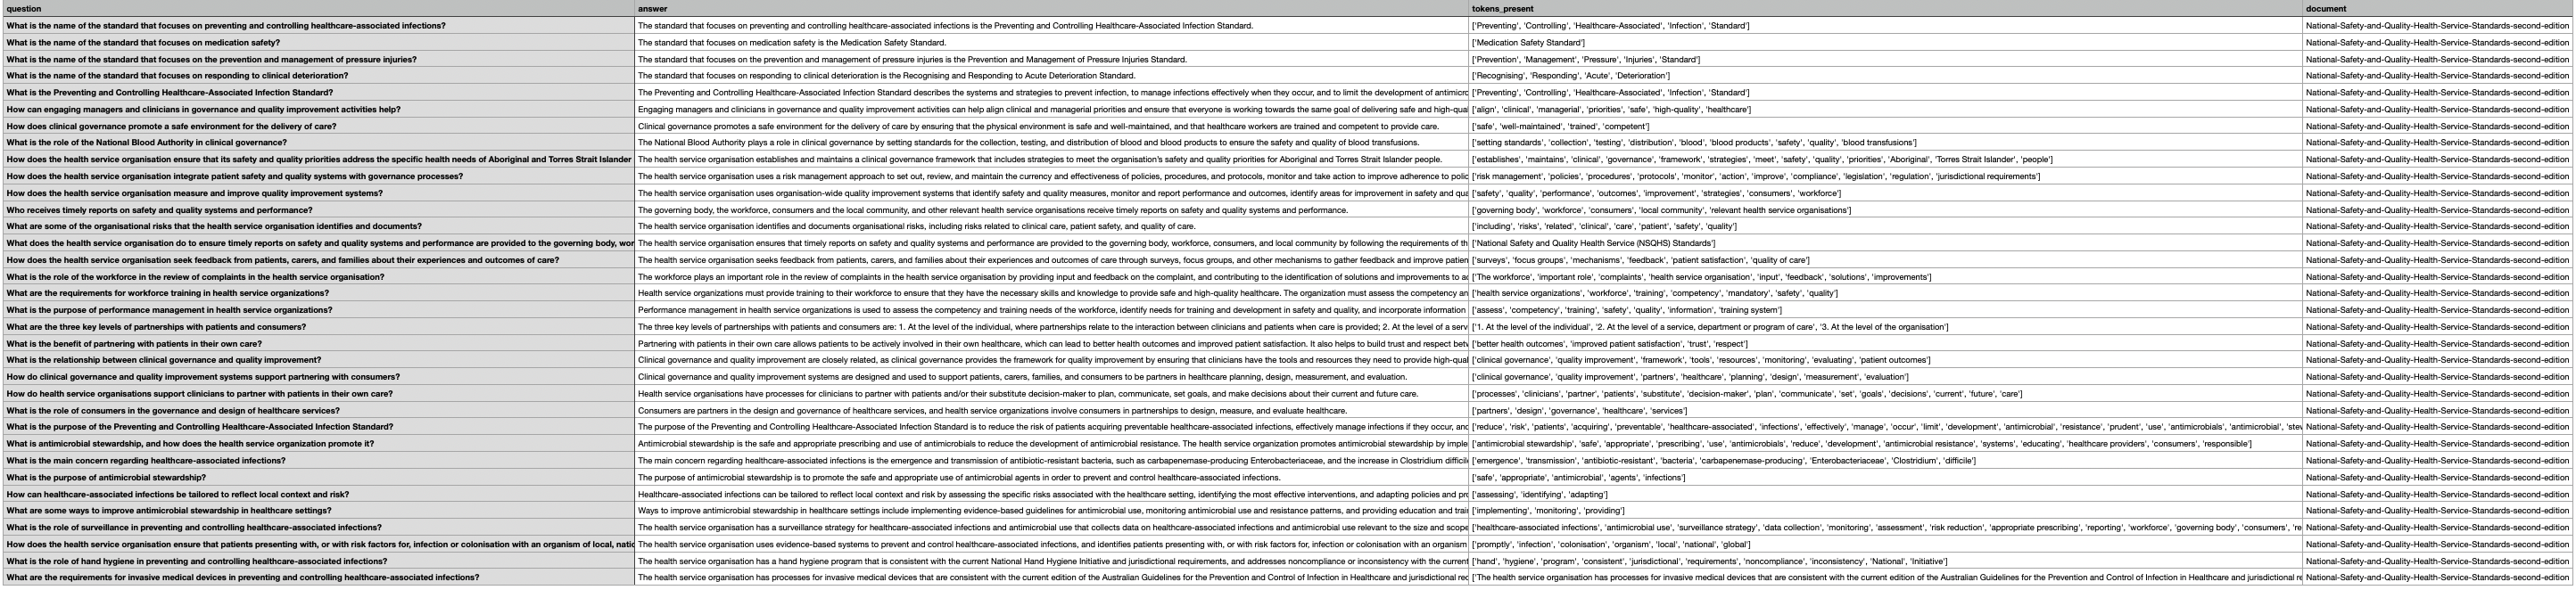 question answer tokens_present document
What is the name of the standard that focuses on preventing and controlling healthcare-associated infections? The standard that focuses on preventing and controlling healthcare-associated infections is the Preventing and Controlling Healthcare-Associated Infection Standard. ['Preventing', 'Controlling', 'Healthcare-Associated', 'Infection', 'Standard'] National-Safety-and-Quality-Health-Service-Standards-second-edition
What is the name of the standard that focuses on medication safety? The standard that focuses on medication safety is the Medication Safety Standard. ['Medication Safety Standard'] National-Safety-and-Quality-Health-Service-Standards-second-edition
What is the name of the standard that focuses on the prevention and management of pressure injuries? The standard that focuses on the prevention and management of pressure injuries is the Prevention and Management of Pressure Injuries Standard. ['Prevention', 'Management', 'Pressure', 'Injuries', 'Standard'] National-Safety-and-Quality-Health-Service-Standards-second-edition
What is the name of the standard that focuses on responding to clinical deterioration? The standard that focuses on responding to clinical deterioration is the Recognising and Responding to Acute Deterioration Standard. ['Recognising', 'Responding', 'Acute', 'Deterioration'] National-Safety-and-Quality-Health-Service-Standards-second-edition
What is the Preventing and Controlling Healthcare-Associated Infection Standard? The Preventing and Controlling Healthcare-Associated Infection Standard describes the systems and strategies to prevent infection, to manage infections effectively when they occur, and to limit the development of antimicro ['Preventing', 'Controlling', 'Healthcare-Associated', 'Infection', 'Standard'] National-Safety-and-Quality-Health-Service-Standards-second-edition
How can engaging managers and clinicians in governance and quality improvement activities help? Engaging managers and clinicians in governance and quality improvement activities can help align clinical and managerial priorities and ensure that everyone is working towards the same goal of delivering safe and high-qual ['align', 'clinical', 'managerial', 'priorities', 'safe', 'high-quality', 'healthcare'] National-Safety-and-Quality-Health-Service-Standards-second-edition
How does clinical governance promote a safe environment for the delivery of care? Clinical governance promotes a safe environment for the delivery of care by ensuring that the physical environment is safe and well-maintained, and that healthcare workers are trained and competent to provide care. ['safe', 'well-maintained', 'trained', 'competent'] National-Safety-and-Quality-Health-Service-Standards-second-edition
What is the role of the National Blood Authority in clinical governance? The National Blood Authority plays a role in clinical governance by setting standards for the collection, testing, and distribution of blood and blood products to ensure the safety and quality of blood transfusions. ['setting standards', 'collection', 'testing', 'distribution', 'blood', 'blood products', 'safety', 'quality', 'blood transfusions'] National-Safety-and-Quality-Health-Service-Standards-second-edition
How does the health service organisation ensure that its safety and quality priorities address the specific health needs of Aboriginal and Torres Strait Islander The health service organisation establishes and maintains a clinical governance framework that includes strategies to meet the organisation's safety and quality priorities for Aboriginal and Torres Strait Islander people. ['establishes', 'maintains', 'clinical', 'governance', 'framework', 'strategies', 'meet', 'safety', 'quality', 'priorities', 'Aboriginal', 'Torres Strait Islander', 'people'] National-Safety-and-Quality-Health-Service-Standards-second-edition
How does the health service organisation integrate patient safety and quality systems with governance processes? The health service organisation uses a risk management approach to set out, review, and maintain the currency and effectiveness of policies, procedures, and protocols, monitor and take action to improve adherence to polic ['risk management', 'policies', 'procedures', 'protocols', 'monitor', 'action', 'improve', 'compliance', 'legislation', 'regulation', 'jurisdictional requirements'] National-Safety-and-Quality-Health-Service-Standards-second-edition
How does the health service organisation measure and improve quality improvement systems? The health service organisation uses organisation-wide quality improvement systems that identify safety and quality measures, monitor and report performance and outcomes, identify areas for improvement in safety and qua ['safety', 'quality', 'performance', 'outcomes', 'improvement', 'strategies', 'consumers', 'workforce'] National-Safety-and-Quality-Health-Service-Standards-second-edition
Who receives timely reports on safety and quality systems and performance? The governing body, the workforce, consumers and the local community, and other relevant health service organisations receive timely reports on safety and quality systems and performance. ['governing body', 'workforce', 'consumers', 'local community', 'relevant health service organisations'] National-Safety-and-Quality-Health-Service-Standards-second-edition
What are some of the organisational risks that the health service organisation identifies and documents? The health service organisation identifies and documents organisational risks, including risks related to clinical care, patient safety, and quality of care. ['including', 'risks', 'related', 'clinical', 'care', 'patient', 'safety', 'quality'] National-Safety-and-Quality-Health-Service-Standards-second-edition
What does the health service organisation do to ensure timely reports on safety and quality systems and performance are provided to the governing body, wor The health service organisation ensures that timely reports on safety and quality systems and performance are provided to the governing body, workforce, consumers, and local community by following the requirements of th ['National Safety and Quality Health Service (NSQHS) Standards'] National-Safety-and-Quality-Health-Service-Standards-second-edition
How does the health service organisation seek feedback from patients, carers, and families about their experiences and outcomes of care? The health service organisation seeks feedback from patients, carers, and families about their experiences and outcomes of care through surveys, focus groups, and other mechanisms to gather feedback and improve patien ['surveys', 'focus groups', 'mechanisms', 'feedback', 'patient satisfaction', 'quality of care'] National-Safety-and-Quality-Health-Service-Standards-second-edition
What is the role of the workforce in the review of complaints in the health service organisation? The workforce plays an important role in the review of complaints in the health service organisation by providing input and feedback on the complaint, and contributing to the identification of solutions and improvements to ac ['The workforce', 'important role', 'complaints', 'health service organisation', 'input', 'feedback', 'solutions', 'improvements'] National-Safety-and-Quality-Health-Service-Standards-second-edition
What are the requirements for workforce training in health service organizations? Health service organizations must provide training to their workforce to ensure that they have the necessary skills and knowledge to provide safe and high-quality healthcare. The organization must assess the competency an ['health service organizations', 'workforce', 'training', 'competency', 'mandatory', 'safety', 'quality'] National-Safety-and-Quality-Health-Service-Standards-second-edition
What is the purpose of performance management in health service organizations? Performance management in health service organizations is used to assess the competency and training needs of the workforce, identify needs for training and development in safety and quality, and incorporate information ['assess', 'competency', 'training', 'safety', 'quality', 'information', 'training system'] National-Safety-and-Quality-Health-Service-Standards-second-edition
What are the three key levels of partnerships with patients and consumers? The three key levels of partnerships with patients and consumers are: 1. At the level of the individual, where partnerships relate to the interaction between clinicians and patients when care is provided; 2. At the level of a serv ['1. At the level of the individual', '2. At the level of a service, department or program of care', '3. At the level of the organisation'] National-Safety-and-Quality-Health-Service-Standards-second-edition
What is the benefit of partnering with patients in their own care? Partnering with patients in their own care allows patients to be actively involved in their own healthcare, which can lead to better health outcomes and improved patient satisfaction. It also helps to build trust and respect betw ['better health outcomes', 'improved patient satisfaction', 'trust', 'respect'] National-Safety-and-Quality-Health-Service-Standards-second-edition
What is the relationship between clinical governance and quality improvement? Clinical governance and quality improvement are closely related, as clinical governance provides the framework for quality improvement by ensuring that clinicians have the tools and resources they need to provide high-qual ['clinical governance', 'quality improvement', 'framework', 'tools', 'resources', 'monitoring', 'evaluating', 'patient outcomes'] National-Safety-and-Quality-Health-Service-Standards-second-edition
How do clinical governance and quality improvement systems support partnering with consumers? Clinical governance and quality improvement systems are designed and used to support patients, carers, families, and consumers to be partners in healthcare planning, design, measurement, and evaluation. ['clinical governance', 'quality improvement', 'partners', 'healthcare', 'planning', 'design', 'measurement', 'evaluation'] National-Safety-and-Quality-Health-Service-Standards-second-edition
How do health service organisations support clinicians to partner with patients in their own care? Health service organisations have processes for clinicians to partner with patients and/or their substitute decision-maker to plan, communicate, set goals, and make decisions about their current and future care. ['processes', 'clinicians', 'partner', 'patients', 'substitute', 'decision-maker', 'plan', 'communicate', 'set', 'goals', 'decisions', 'current', 'future', 'care'] National-Safety-and-Quality-Health-Service-Standards-second-edition
What is the role of consumers in the governance and design of healthcare services? Consumers are partners in the design and governance of healthcare services, and health service organizations involve consumers in partnerships to design, measure, and evaluate healthcare. ['partners', 'design', 'governance', 'healthcare', 'services'] National-Safety-and-Quality-Health-Service-Standards-second-edition
What is the purpose of the Preventing and Controlling Healthcare-Associated Infection Standard? The purpose of the Preventing and Controlling Healthcare-Associated Infection Standard is to reduce the risk of patients acquiring preventable healthcare-associated infections, effectively manage infections if they occur, and ['reduce', 'risk', 'patients', 'acquiring', 'preventable', 'healthcare-associated', 'infections', 'effectively', 'manage', 'occur', 'limit', 'development', 'antimicrobial', 'resistance', 'prudent', 'use', 'antimicrobials', 'antimicrobial', 'stew National-Safety-and-Quality-Health-Service-Standards-second-edition
What is antimicrobial stewardship, and how does the health service organization promote it? Antimicrobial stewardship is the safe and appropriate prescribing and use of antimicrobials to reduce the development of antimicrobial resistance. The health service organization promotes antimicrobial stewardship by imple ['antimicrobial stewardship', 'safe', 'appropriate', 'prescribing', 'use', 'antimicrobials', 'reduce', 'development', 'antimicrobial resistance', 'systems', 'educating', 'healthcare providers', 'consumers', 'responsible'] National-Safety-and-Quality-Health-Service-Standards-second-edition
What is the main concern regarding healthcare-associated infections? The main concern regarding healthcare-associated infections is the emergence and transmission of antibiotic-resistant bacteria, such as carbapenemase-producing Enterobacteriaceae, and the increase in Clostridium difficile ['emergence', 'transmission', 'antibiotic-resistant', 'bacteria', 'carbapenemase-producing', 'Enterobacteriaceae', 'Clostridium', 'difficile'] National-Safety-and-Quality-Health-Service-Standards-second-edition
What is the purpose of antimicrobial stewardship? The purpose of antimicrobial stewardship is to promote the safe and appropriate use of antimicrobial agents in order to prevent and control healthcare-associated infections. ['safe', 'appropriate', 'antimicrobial', 'agents', 'infections'] National-Safety-and-Quality-Health-Service-Standards-second-edition
How can healthcare-associated infections be tailored to reflect local context and risk? Healthcare-associated infections can be tailored to reflect local context and risk by assessing the specific risks associated with the healthcare setting, identifying the most effective interventions, and adapting policies and pro ['assessing', 'identifying', 'adapting'] National-Safety-and-Quality-Health-Service-Standards-second-edition
What are some ways to improve antimicrobial stewardship in healthcare settings? Ways to improve antimicrobial stewardship in healthcare settings include implementing evidence-based guidelines for antimicrobial use, monitoring antimicrobial use and resistance patterns, and providing education and trai ['implementing', 'monitoring', 'providing'] National-Safety-and-Quality-Health-Service-Standards-second-edition
What is the role of surveillance in preventing and controlling healthcare-associated infections? The health service organisation has a surveillance strategy for healthcare-associated infections and antimicrobial use that collects data on healthcare-associated infections and antimicrobial use relevant to the size and scope ['healthcare-associated infections', 'antimicrobial use', 'surveillance strategy', 'data collection', 'monitoring', 'assessment', 'risk reduction', 'appropriate prescribing', 'reporting', 'workforce', 'governing body', 'consumers', 're National-Safety-and-Quality-Health-Service-Standards-second-edition
How does the health service organisation ensure that patients presenting with, or with risk factors for, infection or colonisation with an organism of local, natio The health service organisation uses evidence-based systems to prevent and control healthcare-associated infections, and identifies patients presenting with, or with risk factors for, infection or colonisation with an organism ['promptly', 'infection', 'colonisation', 'organism', 'local', 'national', 'global'] National-Safety-and-Quality-Health-Service-Standards-second-edition
What is the role of hand hygiene in preventing and controlling healthcare-associated infections? The health service organisation has a hand hygiene program that is consistent with the current National Hand Hygiene Initiative and jurisdictional requirements, and addresses noncompliance or inconsistency with the current ['hand', 'hygiene', 'program', 'consistent', 'jurisdictional', 'requirements', 'noncompliance', 'inconsistency', 'National', 'Initiative'] National-Safety-and-Quality-Health-Service-Standards-second-edition
What are the requirements for invasive medical devices in preventing and controlling healthcare-associated infections? The health service organisation has processes for invasive medical devices that are consistent with the current edition of the Australian Guidelines for the Prevention and Control of Infection in Healthcare and jurisdictional rec ['The health service organisation has processes for invasive medical devices that are consistent with the current edition of the Australian Guidelines for the Prevention and Control of Infection in Healthcare and jurisdictional re National-Safety-and-Quality-Health-Service-Standards-second-edition